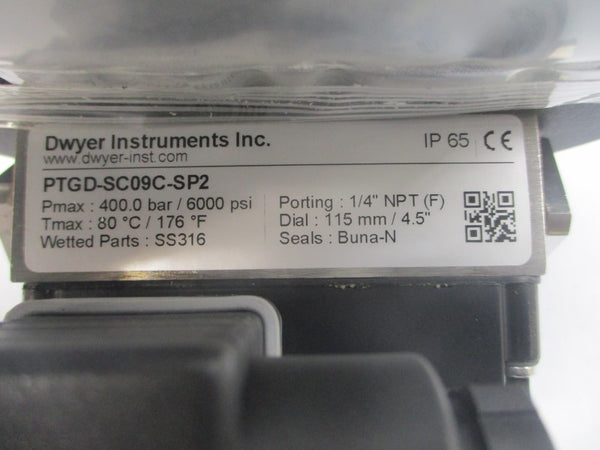 Dwyer Instruments Inc.
IP 65 CE
www.dwyer-inst.com
PTGD-SC09C-SP2
Pmax : 400.0 bar / 6000 psi
Tmax : 80 °C / 176 °F
Wetted Parts : SS316
Porting : 1/4" NPT (F)
Dial : 115 mm / 4.5"
Seals : Buna-N